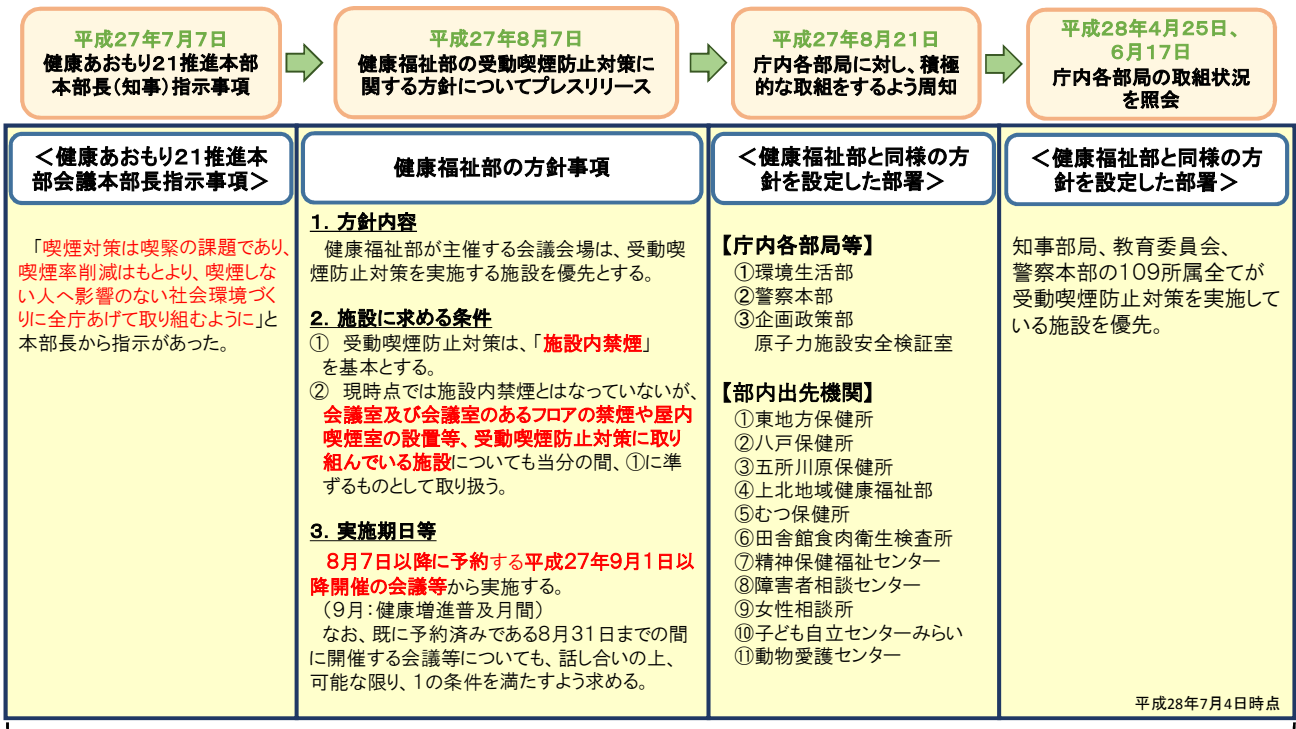 平成27年7月7日
健康あおもり21推進本部
本部長(知事)指示事項
平成27年8月7日
健康福祉部の受動喫煙防止対策に
関する方針についてプレスリリース
平成27年8月21日
庁内各部局に対し、積極
的な取組をするよう周知
平成28年4月25日、
6月17日
庁内各部局の取組状況
を照会
＜健康あおもり21推進本
部会議本部長指示事項＞
「喫煙対策は喫緊の課題であり、
喫煙率削減はもとより、喫煙しな
い人へ影響のない社会環境づく
りに全庁あげて取り組むように」と
本部長から指示があった。
健康福祉部の方針事項
1．方針内容
健康福祉部が主催する会議会場は、受動喫
煙防止対策を実施する施設を優先とする。
2．施設に求める条件
① 受動喫煙防止対策は、「施設内禁煙」
を基本とする。
② 現時点では施設内禁煙とはなっていないが、
会議室及び会議室のあるフロアの禁煙や屋内
喫煙室の設置等、受動喫煙防止対策に取り
組んでいる施設についても当分の間、①に準
ずるものとして取り扱う。
3．実施期日等
8月7日以降に予約する平成27年9月1日以
降開催の会議等から実施する。
(9月：健康増進普及月間)
なお、既に予約済みである8月31日までの間
に開催する会議等についても、話し合いの上、
可能な限り、1の条件を満たすよう求める。
＜健康福祉部と同様の方
針を設定した部署＞
【庁内各部局等】
①環境生活部
②警察本部
③企画政策部
原子力施設安全検証室
【部内出先機関】
①東地方保健所
②八戸保健所
③五所川原保健所
④上北地域健康福祉部
⑤むつ保健所
⑥田舎館食肉衛生検査所
⑦精神保健福祉センター
⑧障害者相談センター
⑨女性相談所
⑩子ども自立センターみらい
⑪動物愛護センター
＜健康福祉部と同様の方
針を設定した部署＞
知事部局、教育委員会、
警察本部の109所属全てが
受動喫煙防止対策を実施して
いる施設を優先。
平成28年7月4日時点